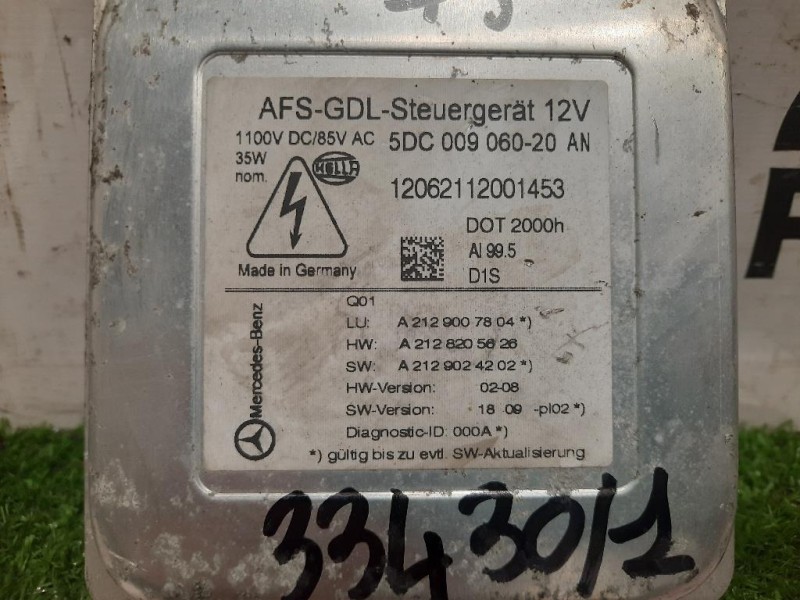 AFS-GDL-Steuergerät 12V
1100V DC/85V AC 5DC 009 060-20 AN
35W
nom.
HELLA
12062112001453
DOT 2000h
Al 99.5
D1S
Made in Germany
Mercedes-Benz
Q01
LU: A 212 900 78 04 *)
HW: A 212 820 56 26
SW: A 212 902 42 02 *)
HW-Version: 02-08
SW-Version: 18 09 -pl02 *)
Diagnostic-ID: 000A *)
*) gültig bis zu evtl. SW-Aktualisierung
33430/1